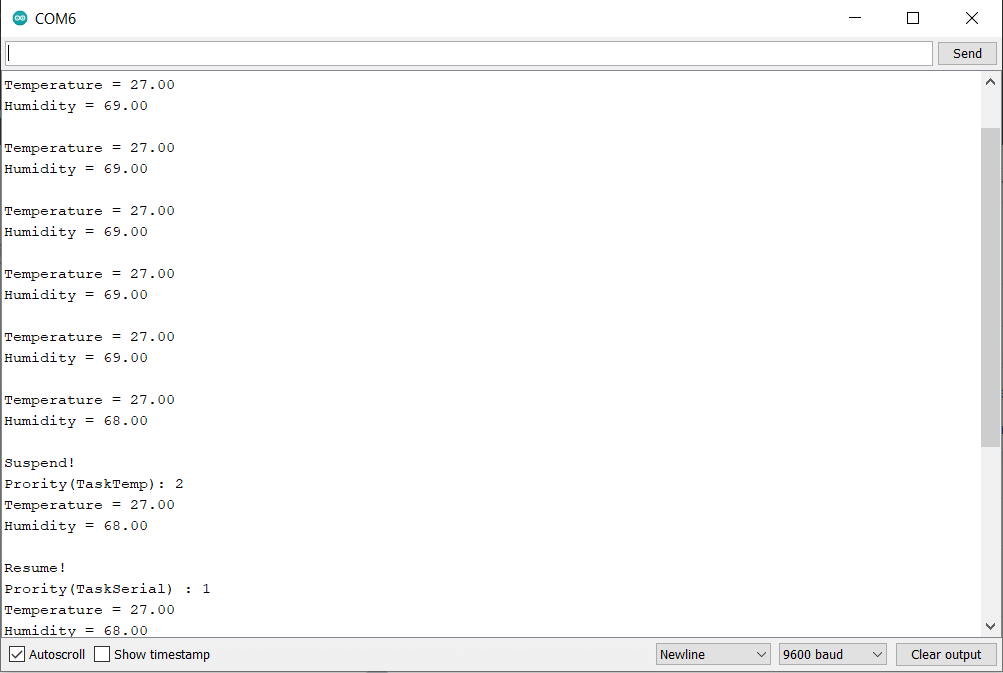 COM6
Send
Temperature = 27.00
Humidity = 69.00
Temperature = 27.00
Humidity = 69.00
Temperature = 27.00
Humidity = 69.00
Temperature = 27.00
Humidity = 69.00
Temperature = 27.00
Humidity = 69.00
Temperature = 27.00
Humidity = 68.00
Suspend!
Prority(TaskTemp): 2
Temperature = 27.00
Humidity = 68.00
Resume!
Prority(TaskSerial) : 1
Temperature = 27.00
Humidity = 68.00
Autoscroll Show timestamp Newline 9600 baud Clear output